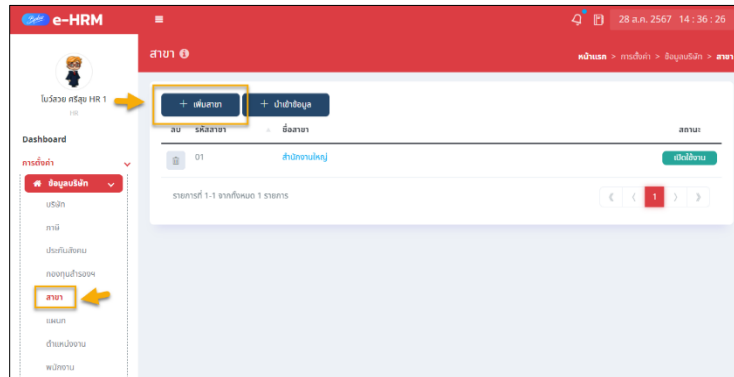 e-HRM
28 ส.ค. 2567 14 : 36 : 26
สาขา
หน้าแรก > การตั้งค่า > ข้อมูลบริษัท > สาขา
โบว์สวย ศรีสุข HR 1
HR
+ เพิ่มสาขา
+ นำเข้าข้อมูล
ลบ รหัสสาขา ชื่อสาขา สถานะ
01 สำนักงานใหญ่ เปิดใช้งาน
รายการที่ 1-1 จากทั้งหมด 1 รายการ
1
Dashboard
การตั้งค่า
ข้อมูลบริษัท
บริษัท
ภาษี
ประกันสังคม
กองทุนสำรองฯ
สาขา
แผนก
ตำแหน่งงาน
พนักงาน